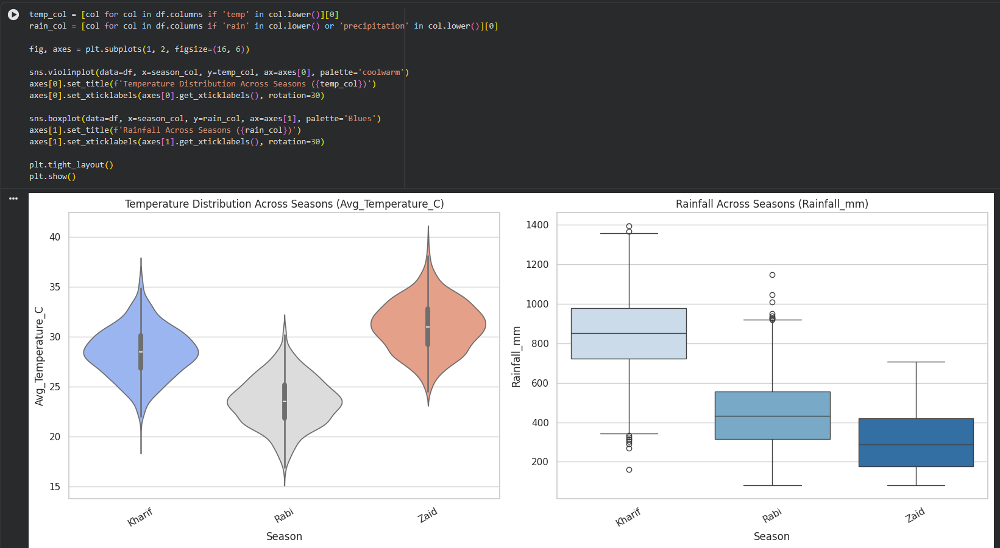 temp_col = [col for col in df.columns if 'temp' in col.lower()][0]
rain_col = [col for col in df.columns if 'rain' in col.lower() or 'precipitation' in col.lower()][0]
fig, axes = plt.subplots(1, 2, figsize=(16, 6))
sns.violinplot(data=df, x=season_col, y=temp_col, ax=axes[0], palette='coolwarm')
axes[0].set_title(f'Temperature Distribution Across Seasons ({temp_col})')
axes[0].set_xticklabels(axes[0].get_xticklabels(), rotation=30)
sns.boxplot(data=df, x=season_col, y=rain_col, ax=axes[1], palette='Blues')
axes[1].set_title(f'Rainfall Across Seasons ({rain_col})')
axes[1].set_xticklabels(axes[1].get_xticklabels(), rotation=30)
plt.tight_layout()
plt.show()
Temperature Distribution Across Seasons (Avg_Temperature_C)
40
35
30
25
20
15
Avg_Temperature_C
Kharif
Rabi
Zaid
Season
Rainfall Across Seasons (Rainfall_mm)
1400
1200
1000
800
600
400
200
Rainfall_mm
Kharif
Rabi
Zaid
Season